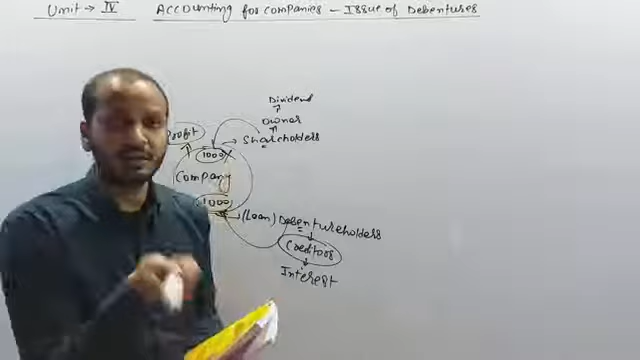 Unit → IV Accounting for Companies - Issue of Debentures
Dividend
↑
owner
↑
Profit
Shareholders
1000
Company
1000
(Loan) Debentureholders
↓
Creditors
↓
Interest